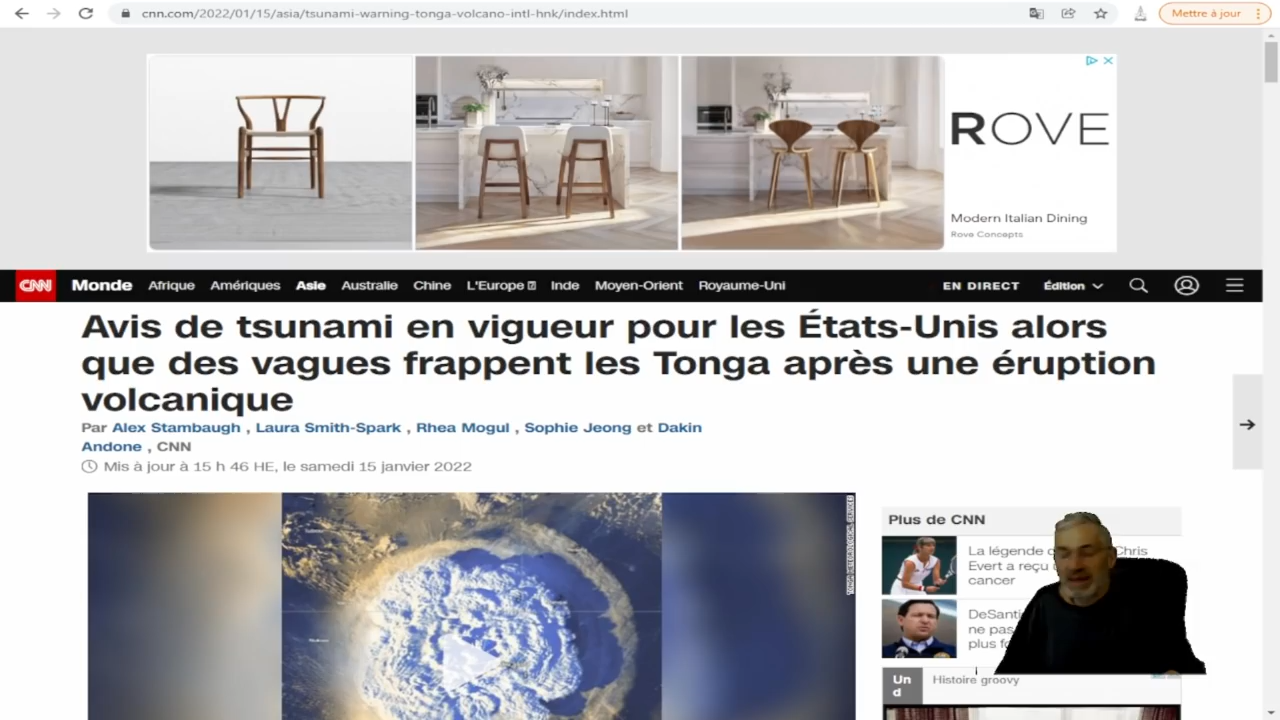 cnn.com/2022/01/15/asia/tsunami-warning-tonga-volcano-intl-hnk/index.html
Mettre à jour
ROVE
Modern Italian Dining
Rove Concepts
CNN Monde Afrique Amériques Asie Australie Chine L'Europe Inde Moyen-Orient Royaume-Uni EN DIRECT Édition
Avis de tsunami en vigueur pour les États-Unis alors
que des vagues frappent les Tonga après une éruption
volcanique
Par Alex Stambaugh , Laura Smith-Spark , Rhea Mogul , Sophie Jeong et Dakin
Andone , CNN
Mis à jour à 15 h 46 HE, le samedi 15 janvier 2022
Plus de CNN
La légende Chris
Evert a reçu
cancer
DeSanti
ne pas
plus
Un
d
Histoire groovy